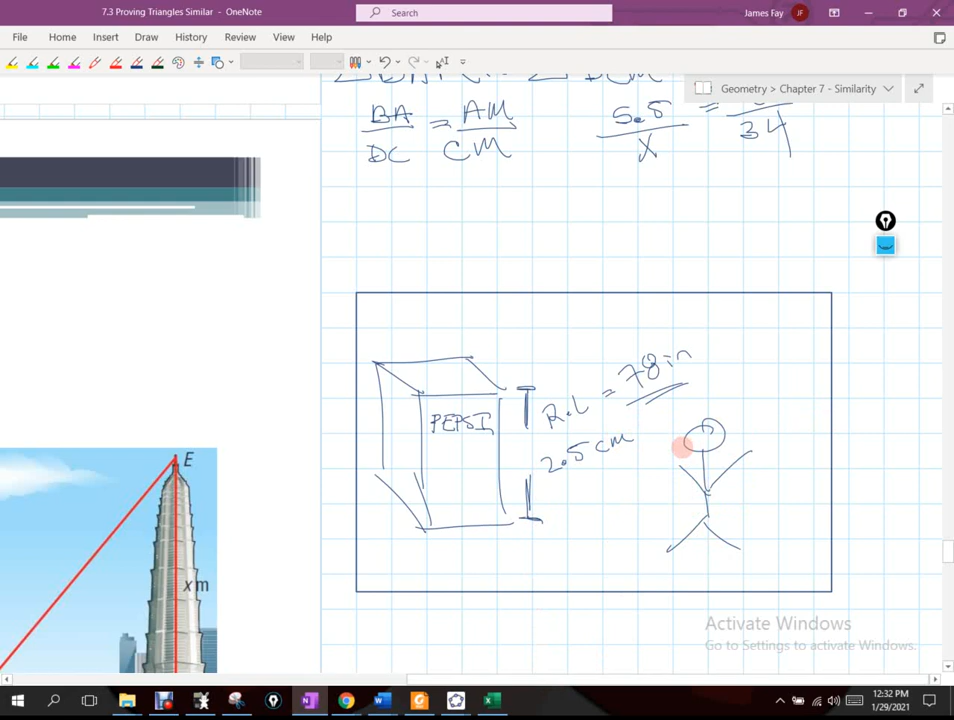 7.3 Proving Triangles Similar - OneNote
Search
James Fay
JF
File Home Insert Draw History Review View Help
Geometry > Chapter 7 - Similarity
BA = AM
DC CM
5.5 =
x 34
PEPSI
R.L = 78 in
2.5 cm
E
x m
Activate Windows
Go to Settings to activate Windows.
12:32 PM
1/29/2021